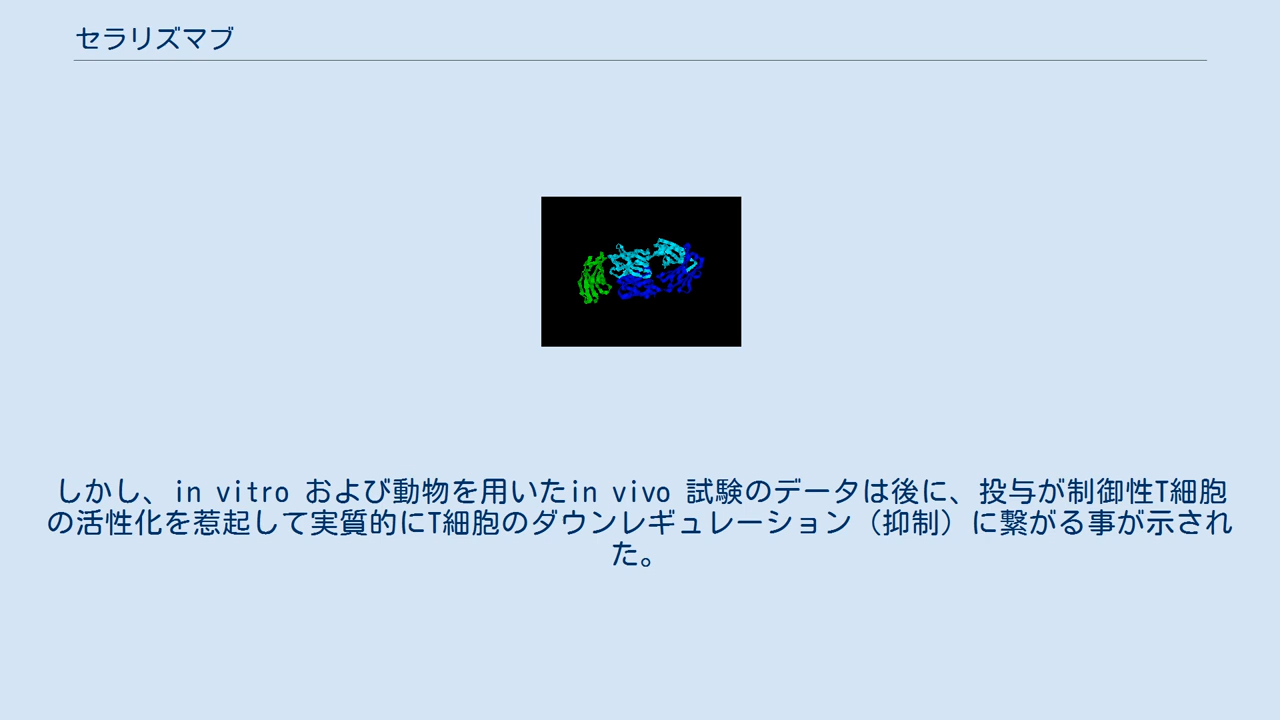 セラリズマブ
しかし、in vitro および動物を用いたin vivo 試験のデータは後に、投与が制御性T細胞
の活性化を惹起して実質的にT細胞のダウンレギュレーション（抑制）に繋がる事が示され
た。